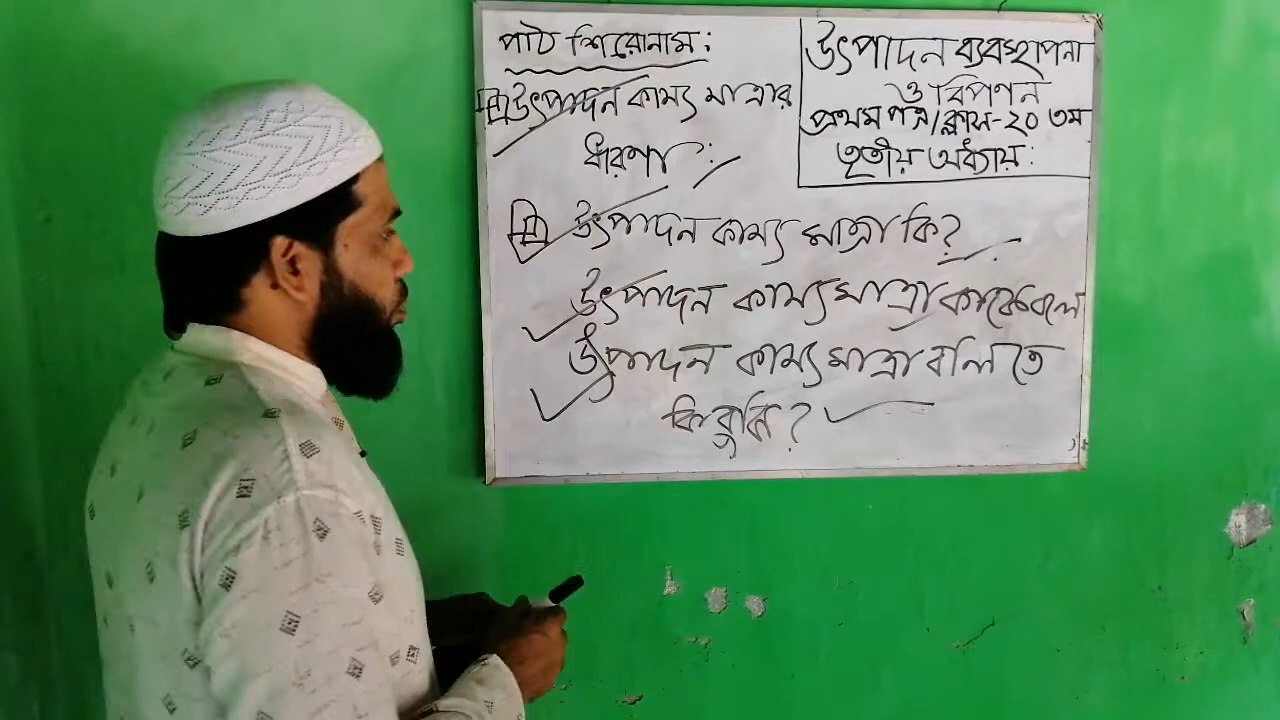 পাঠ শিরোনাম:
উৎপাদন কাম্য মাত্রার
ধারণা:
উৎপাদন ব্যবস্থাপনা
ও বিপণন
প্রথম পত্র/ক্লাস-২০ তম
তৃতীয় অধ্যায়:
উৎপাদন কাম্য মাত্রা কি?
উৎপাদন কাম্য মাত্রা কাকে বলে
উৎপাদন কাম্য মাত্রা বলিতে
কি বুঝি?